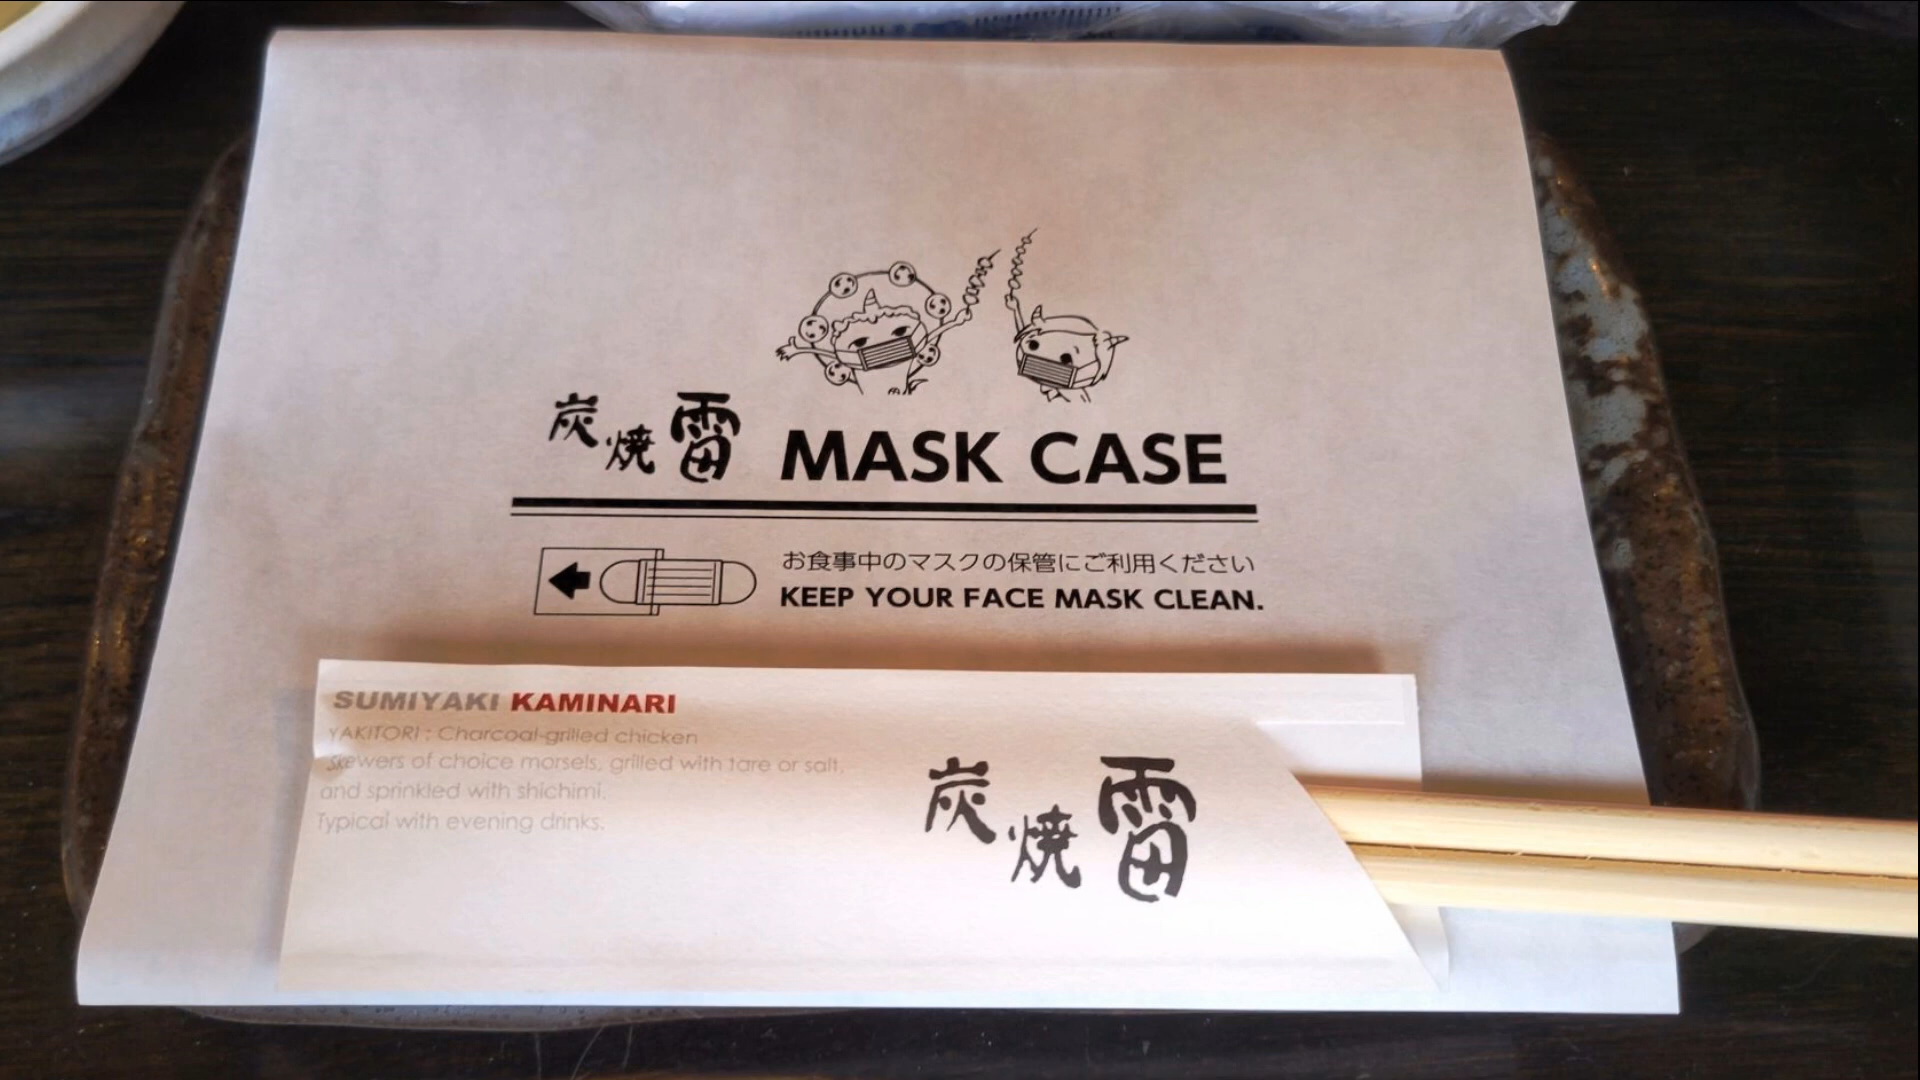 炭焼雷 MASK CASE
お食事中のマスクの保管にご利用ください
KEEP YOUR FACE MASK CLEAN.
SUMIYAKI KAMINARI
YAKITORI : Charcoal-grilled chicken
skewers of choice morsels, grilled with tare or salt,
and sprinkled with shichimi.
Typical with evening drinks.
炭焼雷